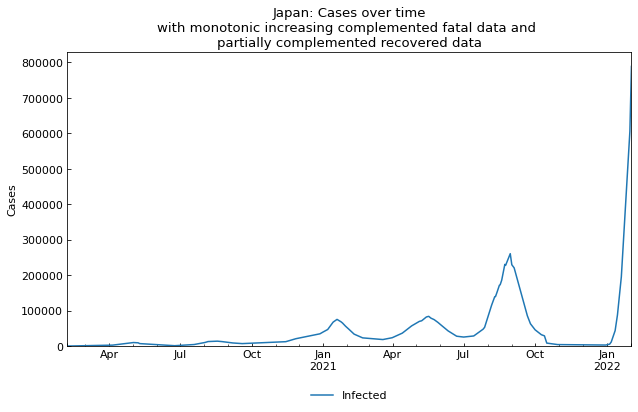 Japan: Cases over time
with monotonic increasing complemented fatal data and
partially complemented recovered data
800000
700000
600000
500000
400000
300000
200000
100000
0
Cases
Apr
Jul
Oct
Jan
2021
Apr
Jul
Oct
Jan
2022
Infected